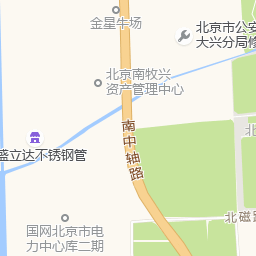 金星牛场
北京市公安
大兴分局修
北京南牧兴
资产管理中心
南中轴路
盛立达不锈钢管
北磁
国网北京市电
力中心库二期